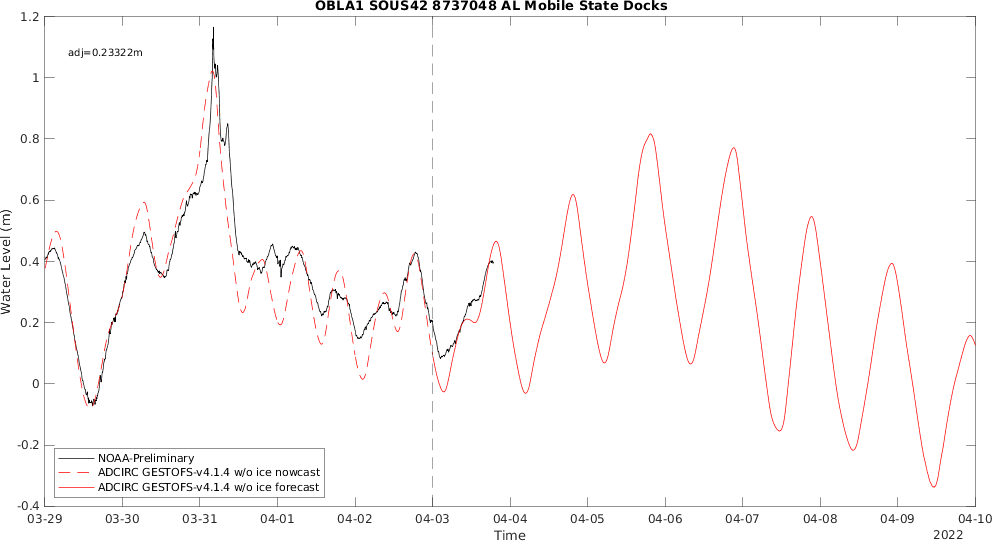 OBLA1 SOUS42 8737048 AL Mobile State Docks
adj=0.23322m
Water Level (m)
1.2
1
0.8
0.6
0.4
0.2
0
-0.2
-0.4
NOAA-Preliminary
ADCIRC GESTOFS-v4.1.4 w/o ice nowcast
ADCIRC GESTOFS-v4.1.4 w/o ice forecast
03-29 03-30 03-31 04-01 04-02 04-03 04-04 04-05 04-06 04-07 04-08 04-09 04-10
Time
2022